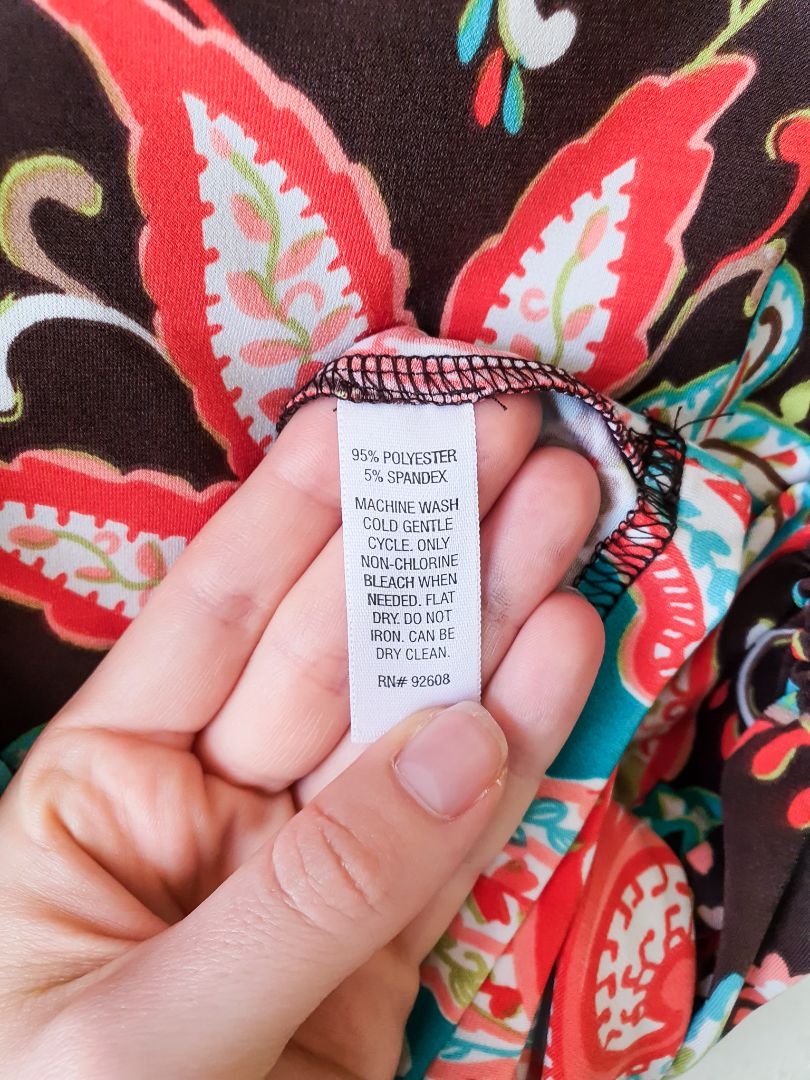 95% POLYESTER
5% SPANDEX
MACHINE WASH
COLD GENTLE
CYCLE. ONLY
NON-CHLORINE
BLEACH WHEN
NEEDED. FLAT
DRY. DO NOT
IRON. CAN BE
DRY CLEAN.
RN# 92608